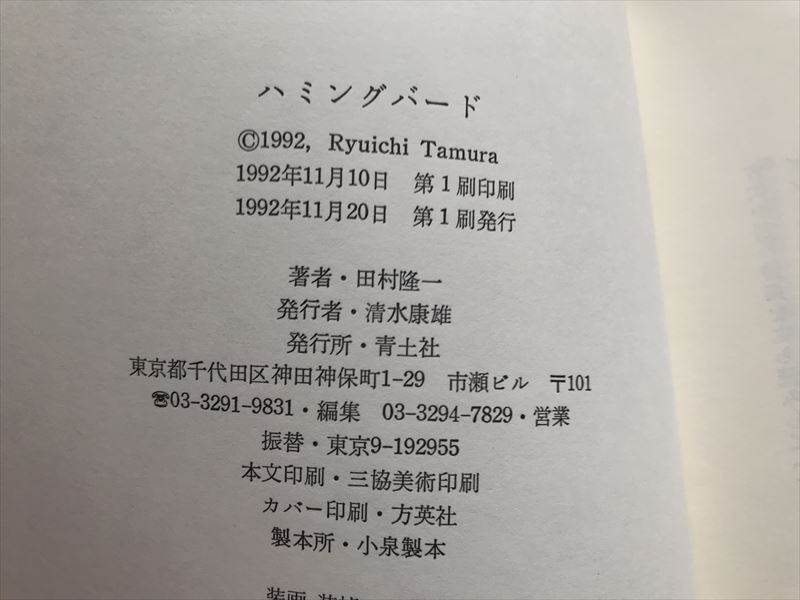 ハミングバード
©1992, Ryuichi Tamura
1992年11月10日　第1刷印刷
1992年11月20日　第1刷発行
著者・田村隆一
発行者・清水康雄
発行所・青土社
東京都千代田区神田神保町1-29　市瀬ビル　〒101
☎03-3291-9831・編集　03-3294-7829・営業
振替・東京9-192955
本文印刷・三協美術印刷
カバー印刷・方英社
製本所・小泉製本
装画